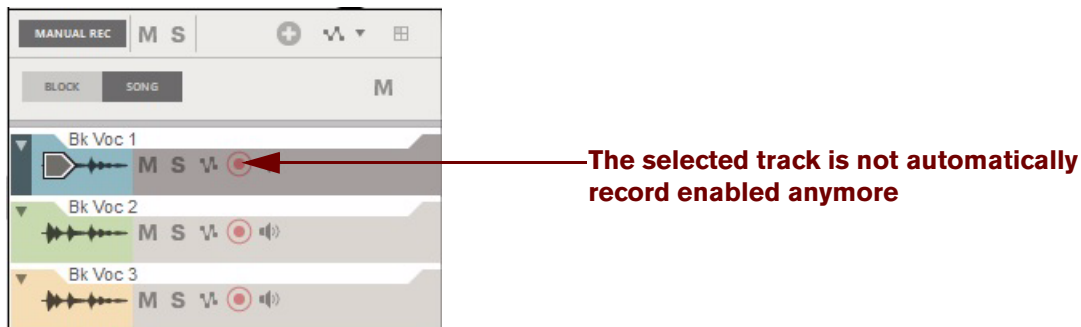 MANUAL REC M S
BLOCK SONG M
Bk Voc 1
M S
The selected track is not automatically
record enabled anymore
Bk Voc 2
M S
Bk Voc 3
M S